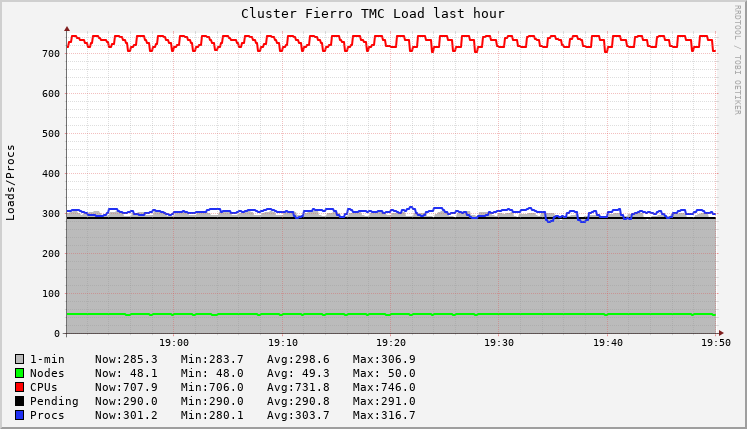 Cluster Fierro TMC Load last hour
RRDTOOL / TOBI OETIKER
Loads/Procs
700
600
500
400
300
200
100
0
19:00 19:10 19:20 19:30 19:40 19:50
1-min Now:285.3 Min:283.7 Avg:298.6 Max:306.9
Nodes Now: 48.1 Min: 48.0 Avg: 49.3 Max: 50.0
CPUs Now:707.9 Min:706.0 Avg:731.8 Max:746.0
Pending Now:290.0 Min:290.0 Avg:290.8 Max:291.0
Procs Now:301.2 Min:280.1 Avg:303.7 Max:316.7